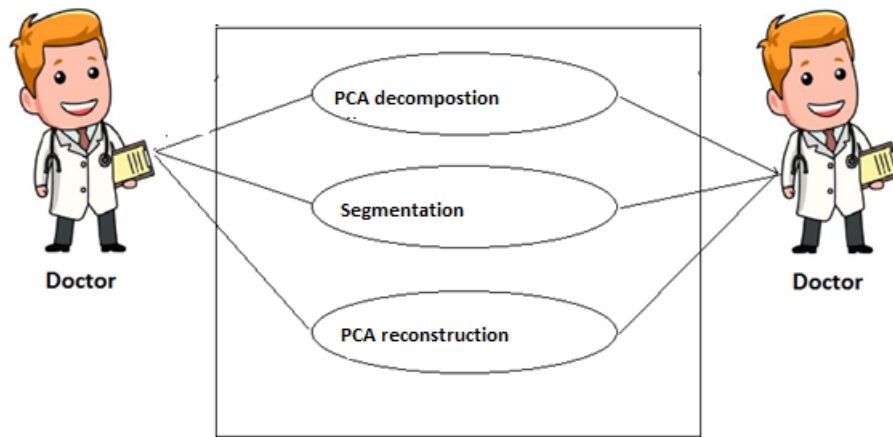 PCA decompostion
Segmentation
PCA reconstruction
Doctor
Doctor